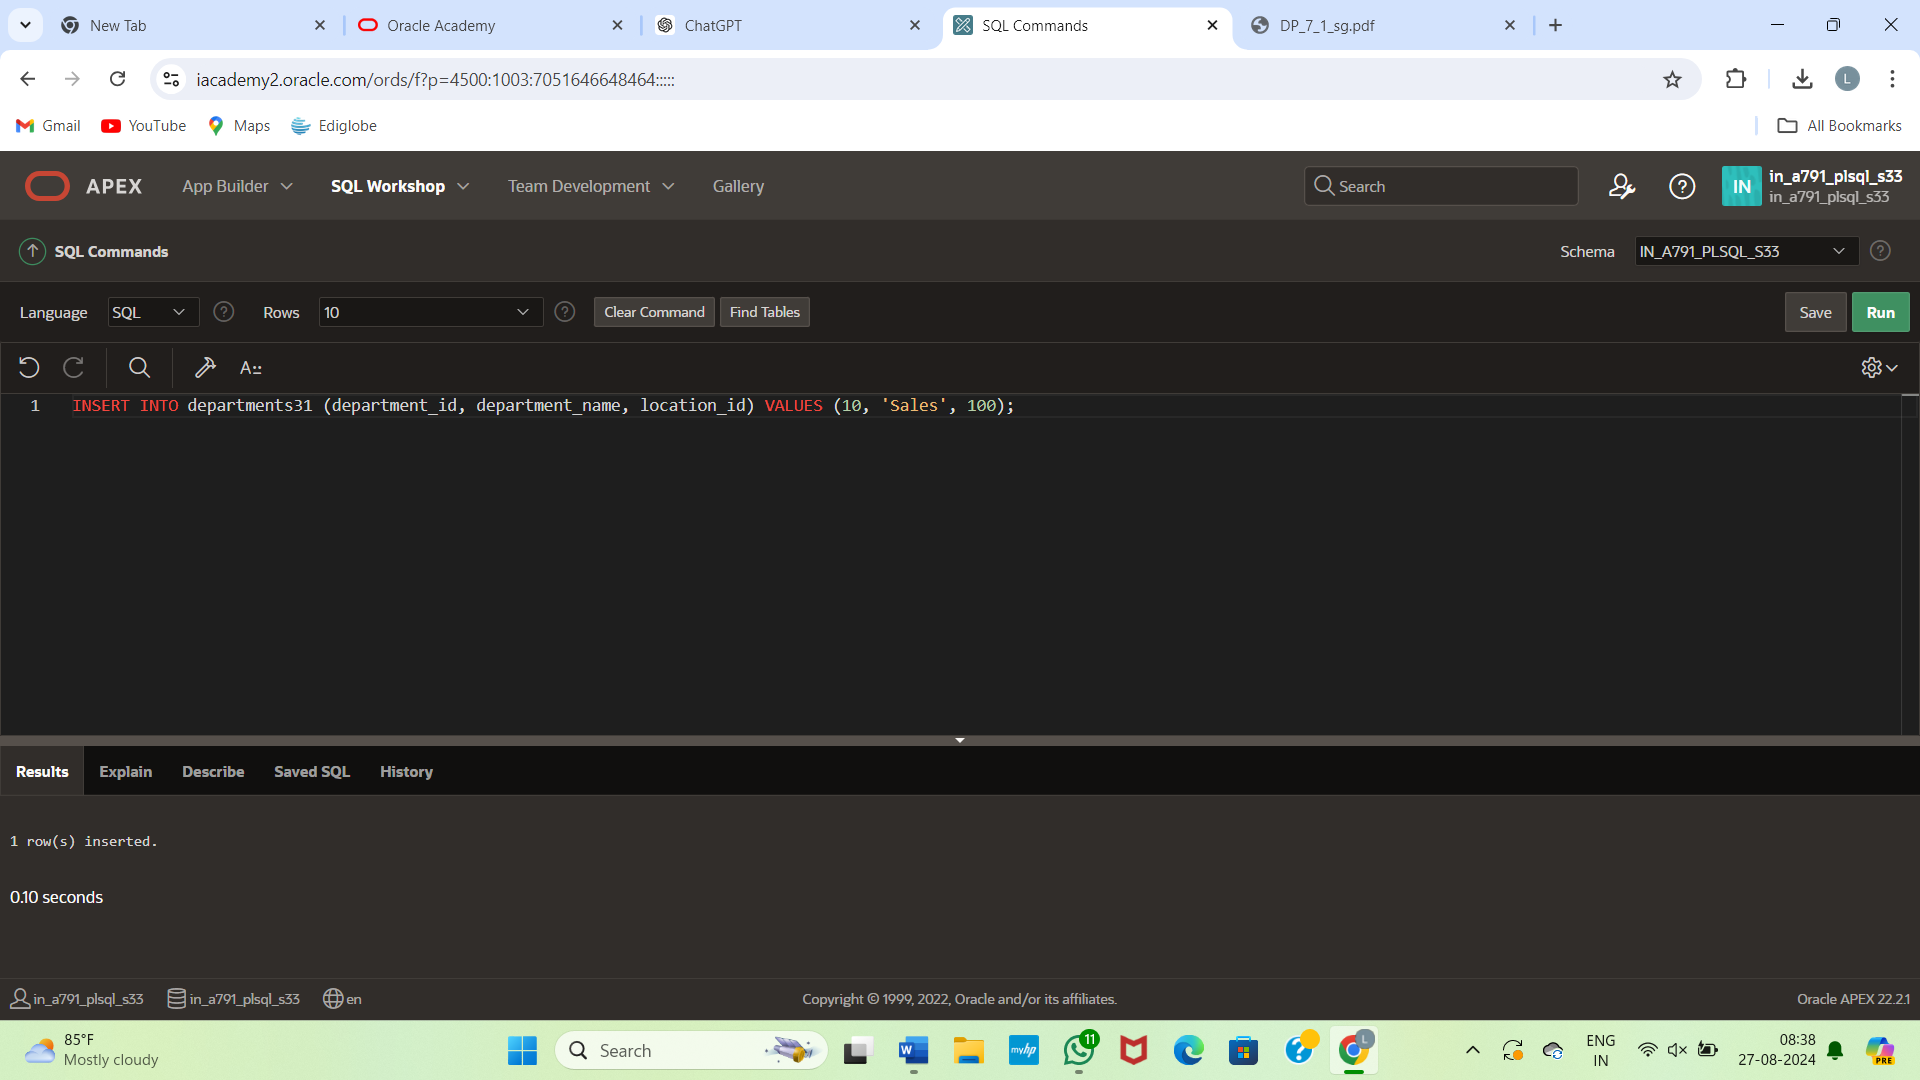 New Tab
Oracle Academy
ChatGPT
SQL Commands
DP_7_1_sg.pdf
iacademy2.oracle.com/ords/f?p=4500:1003:7051646648464:::::
L
Gmail
YouTube
Maps
Ediglobe
All Bookmarks
APEX
App Builder
SQL Workshop
Team Development
Gallery
Search
IN
in_a791_plsql_s33
in_a791_plsql_s33
SQL Commands
Schema
IN_A791_PLSQL_S33
Language
SQL
Rows
10
Clear Command
Find Tables
Save
Run
A::
1 INSERT INTO departments31 (department_id, department_name, location_id) VALUES (10, 'Sales', 100);
Results
Explain
Describe
Saved SQL
History
1 row(s) inserted.
0.10 seconds
in_a791_plsql_s33
in_a791_plsql_s33
en
Copyright © 1999, 2022, Oracle and/or its affiliates.
Oracle APEX 22.2.1
85°F
Mostly cloudy
Search
W
myhp
11
L
ENG
IN
08:38
27-08-2024
PRE